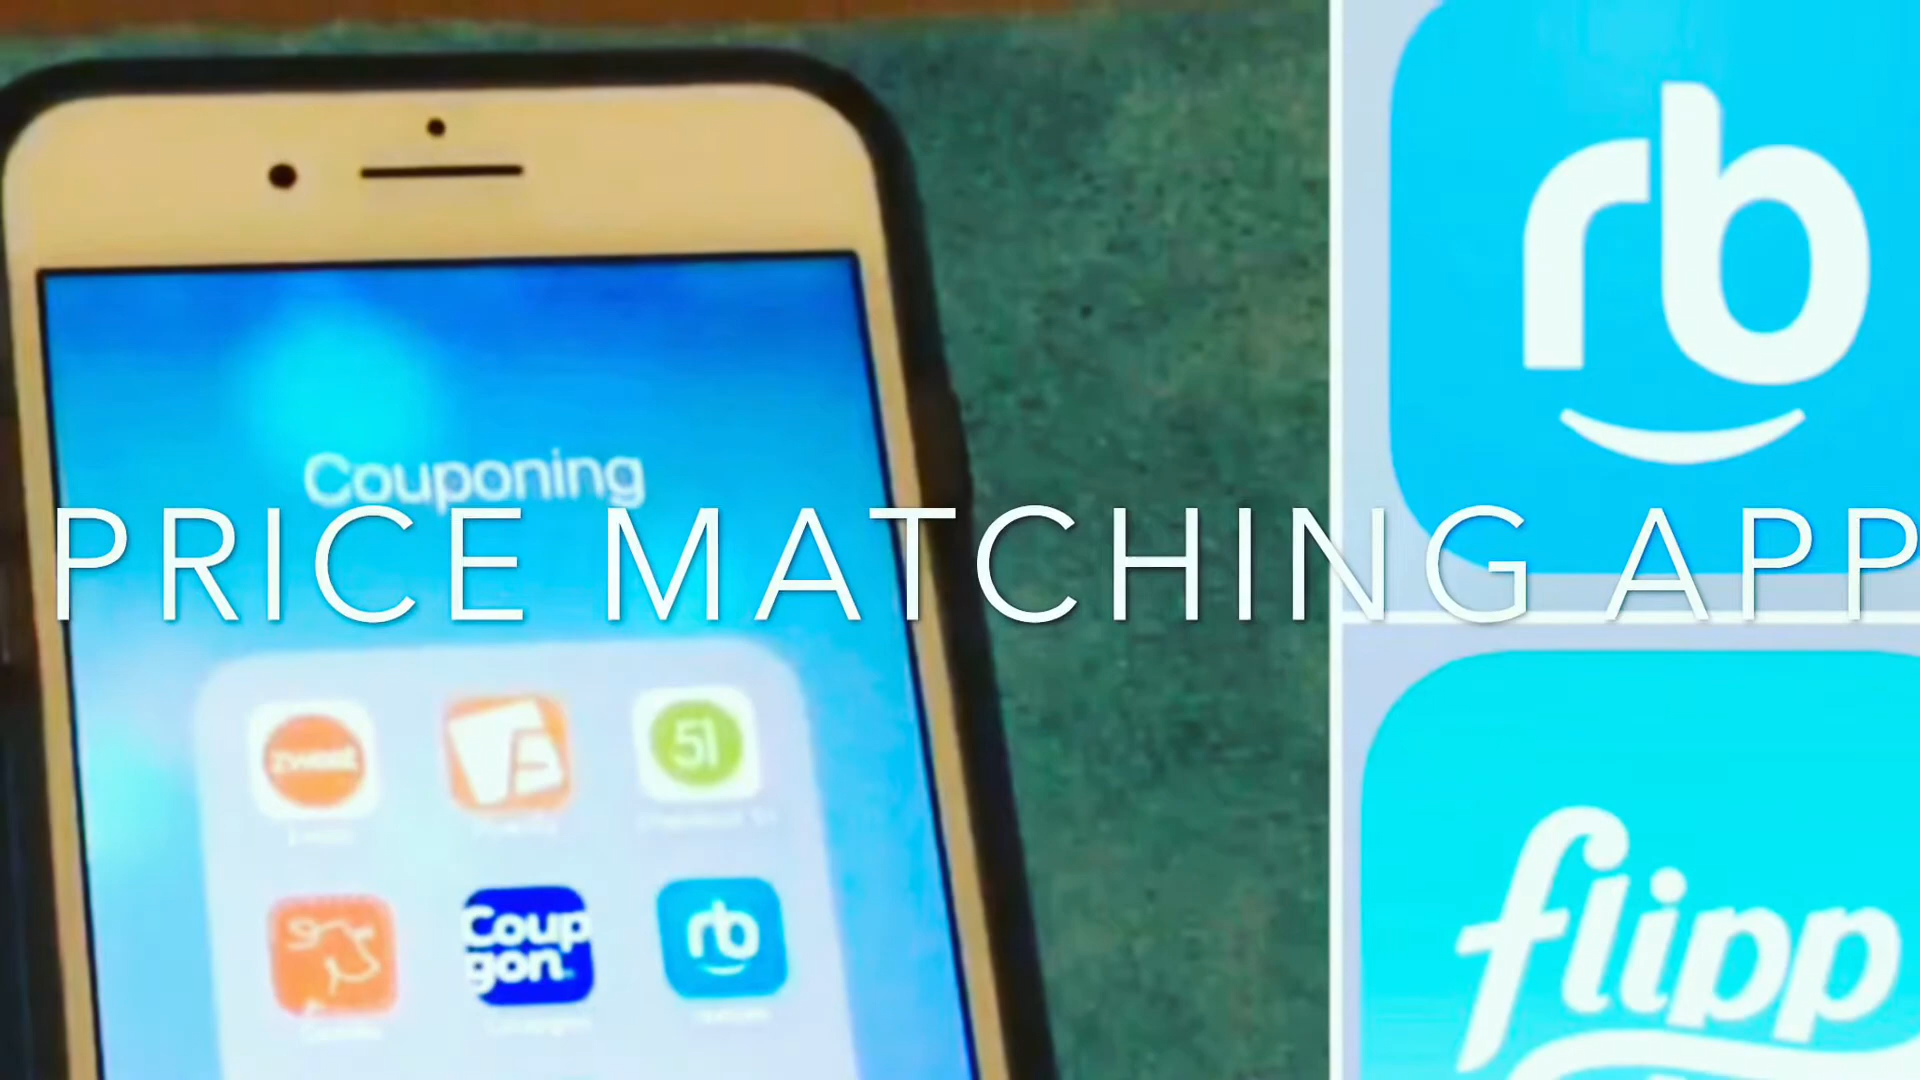 Couponing
PRICE MATCHING APP
zweet
51
Coup
gon
rb
rb
flipp